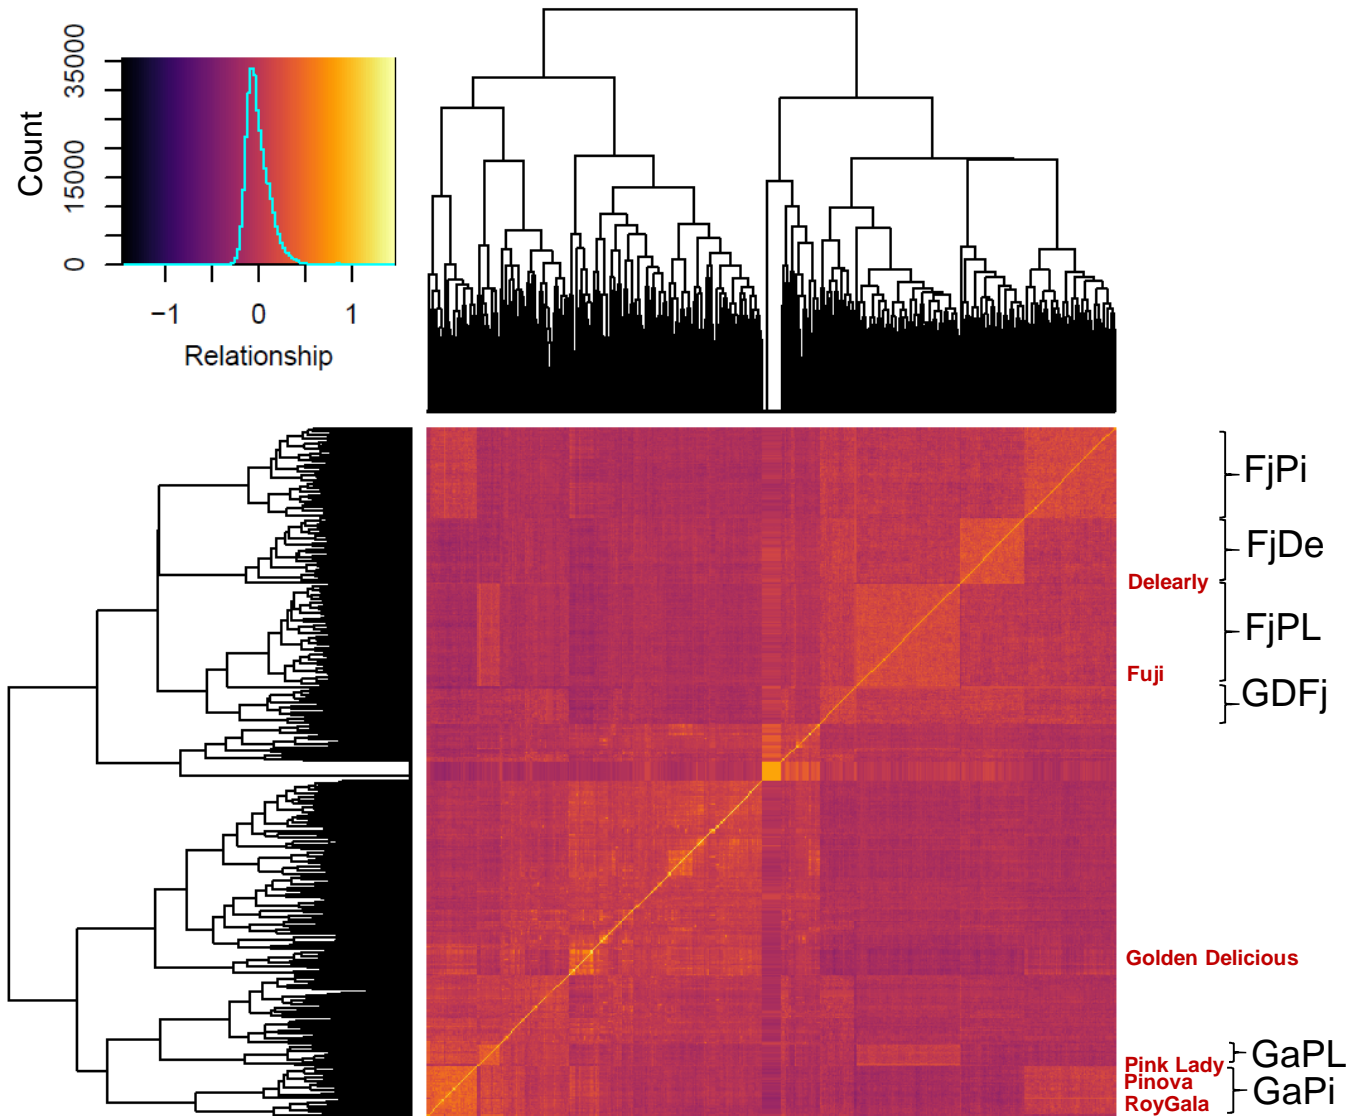 35000
15000
0
Count
−1 0 1
Relationship
FjPi
FjDe
Delearly
FjPL
Fuji
GDFj
Golden Delicious
GaPL
Pink Lady
Pinova
GaPi
RoyGala